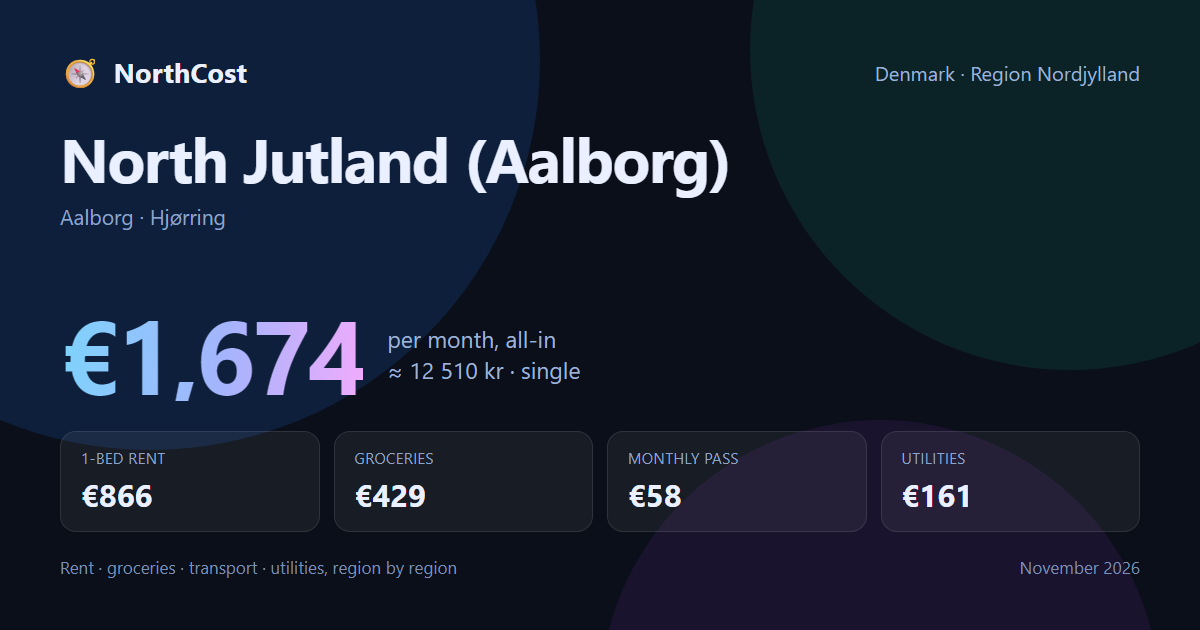 NorthCost
Denmark · Region Nordjylland
North Jutland (Aalborg)
Aalborg · Hjørring
€1,674
per month, all-in
≈ 12 510 kr · single
1-BED RENT
€866
GROCERIES
€429
MONTHLY PASS
€58
UTILITIES
€161
Rent · groceries · transport · utilities, region by region
November 2026